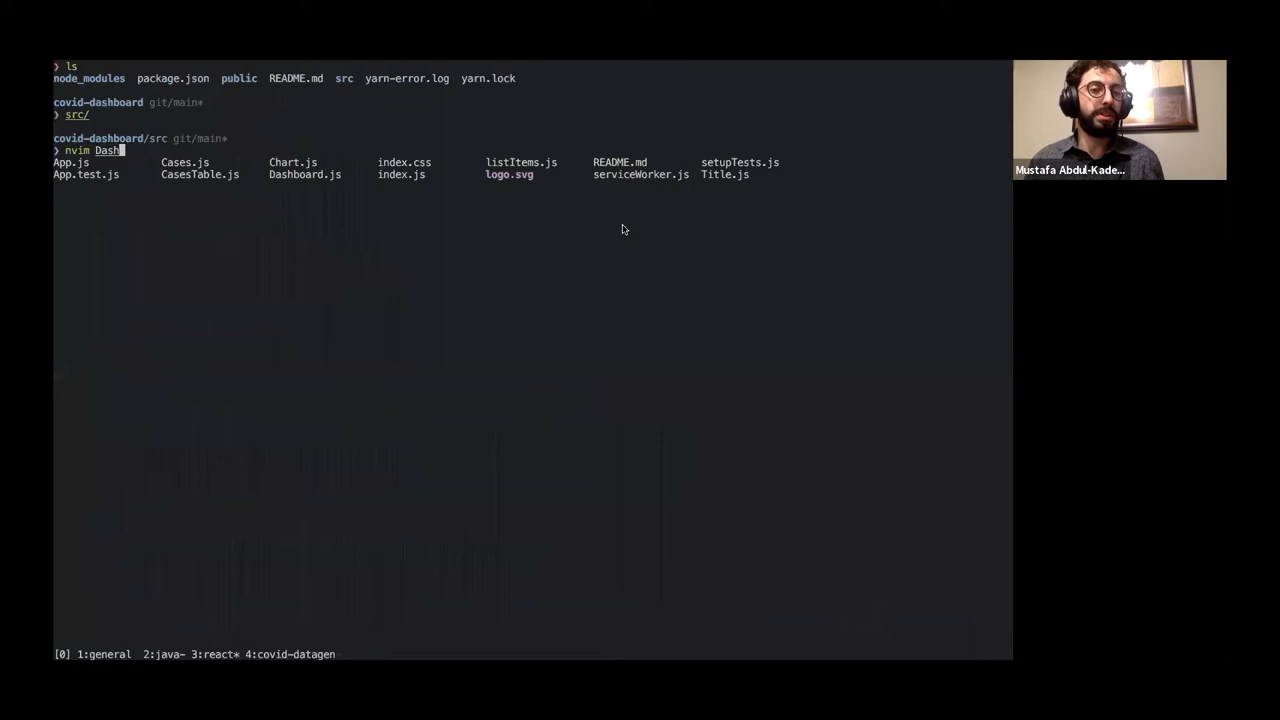 ❯ ls
node_modules package.json public README.md src yarn-error.log yarn.lock
covid-dashboard git/main*
❯ src/
covid-dashboard/src git/main*
❯ nvim Dash
App.js Cases.js Chart.js index.css listItems.js README.md setupTests.js
App.test.js CasesTable.js Dashboard.js index.js logo.svg serviceWorker.js Title.js
Mustafa Abdul-Kade...
[0] 1:general 2:java- 3:react* 4:covid-datagen